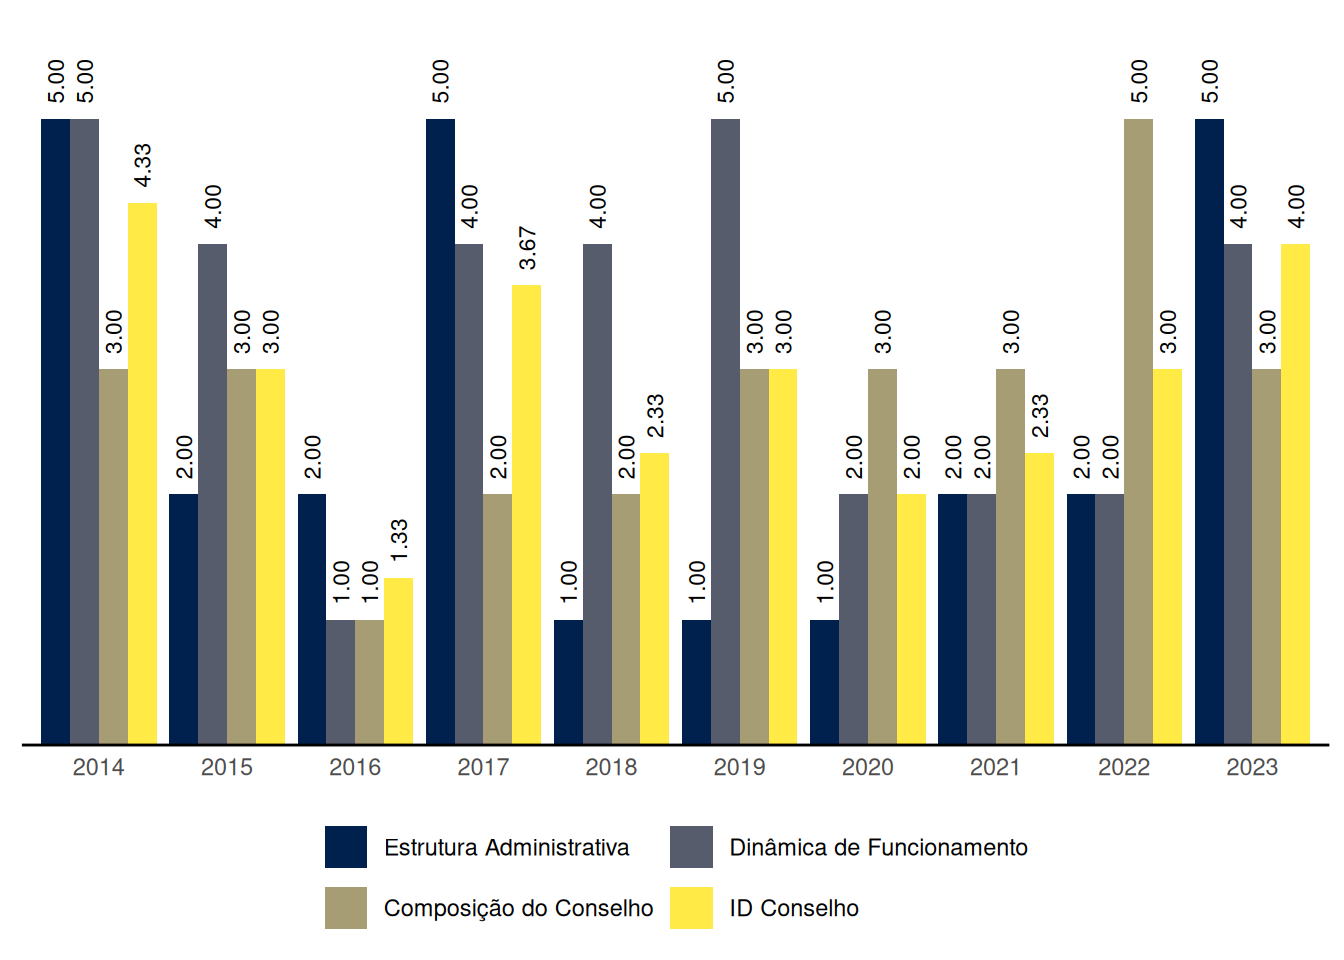 5.00 5.00 3.00 4.33
2.00 4.00 3.00 3.00
2.00 1.00 1.00 1.33
5.00 4.00 2.00 3.67
1.00 4.00 2.00 2.33
1.00 5.00 3.00 3.00
1.00 2.00 3.00 2.00
2.00 2.00 3.00 2.33
2.00 2.00 5.00 3.00
5.00 4.00 3.00 4.00
2014 2015 2016 2017 2018 2019 2020 2021 2022 2023
Estrutura Administrativa Dinâmica de Funcionamento
Composição do Conselho ID Conselho